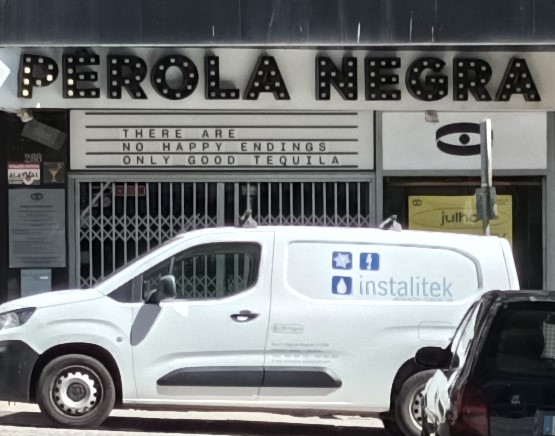 PÉROLA NEGRA
THERE ARE
NO HAPPY ENDINGS
ONLY GOOD TEQUILA
julho
instalitek